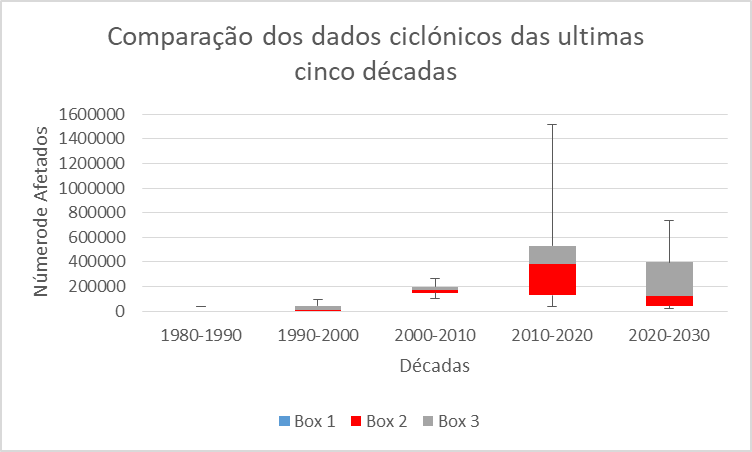 Comparação dos dados ciclónicos das ultimas
cinco décadas
Númerode Afetados
1600000
1400000
1200000
1000000
800000
600000
400000
200000
0
1980-1990 1990-2000 2000-2010 2010-2020 2020-2030
Décadas
Box 1 Box 2 Box 3